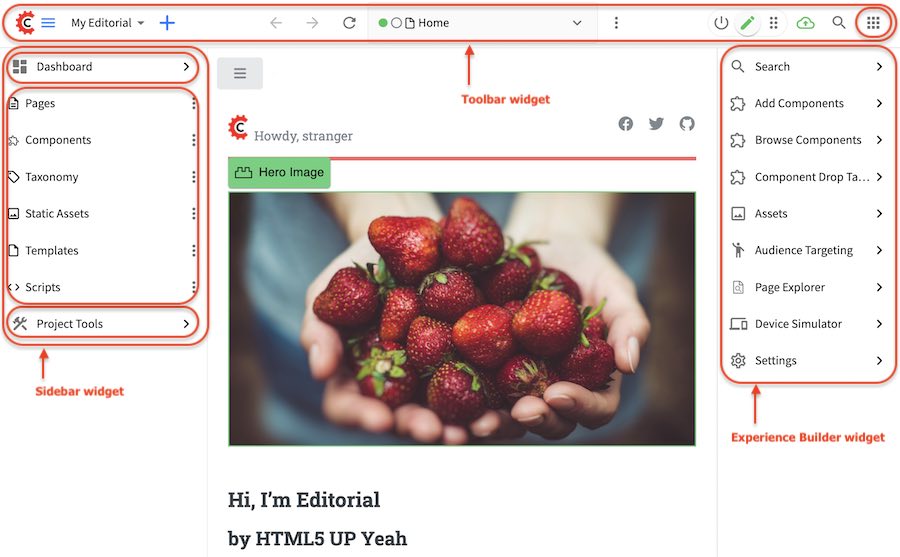 C My Editorial Home
Toolbar widget
Dashboard
Pages
Components
Taxonomy
Static Assets
Templates
Scripts
Project Tools
Sidebar widget
C Howdy, stranger
Hero Image
Hi, I’m Editorial
by HTML5 UP Yeah
Search
Add Components
Browse Components
Component Drop Ta...
Assets
Audience Targeting
Page Explorer
Device Simulator
Settings
Experience Builder widget